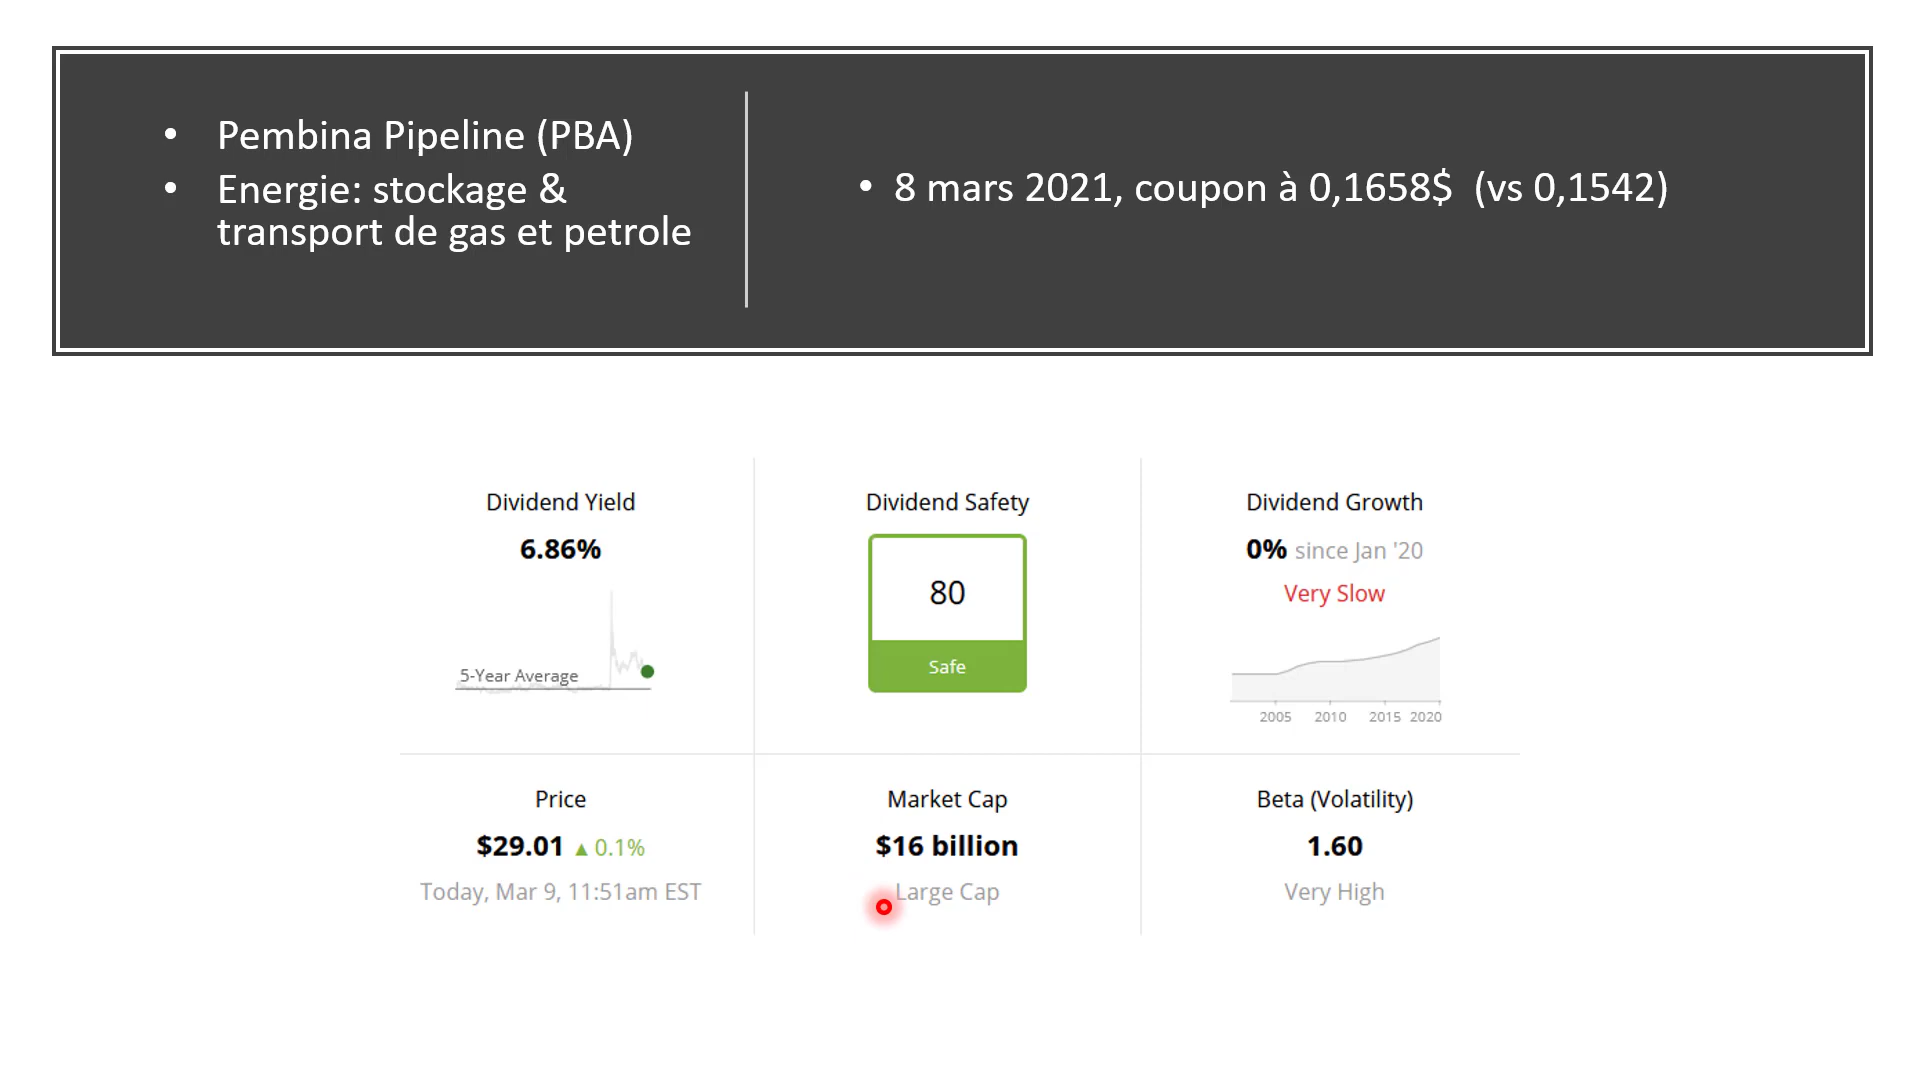 • Pembina Pipeline (PBA)
• Energie: stockage &
transport de gas et petrole
• 8 mars 2021, coupon à 0,1658$ (vs 0,1542)
Dividend Yield
6.86%
5-Year Average
Dividend Safety
80
Safe
Dividend Growth
0% since Jan '20
Very Slow
2005 2010 2015 2020
Price
$29.01 ▲ 0.1%
Today, Mar 9, 11:51am EST
Market Cap
$16 billion
Large Cap
Beta (Volatility)
1.60
Very High